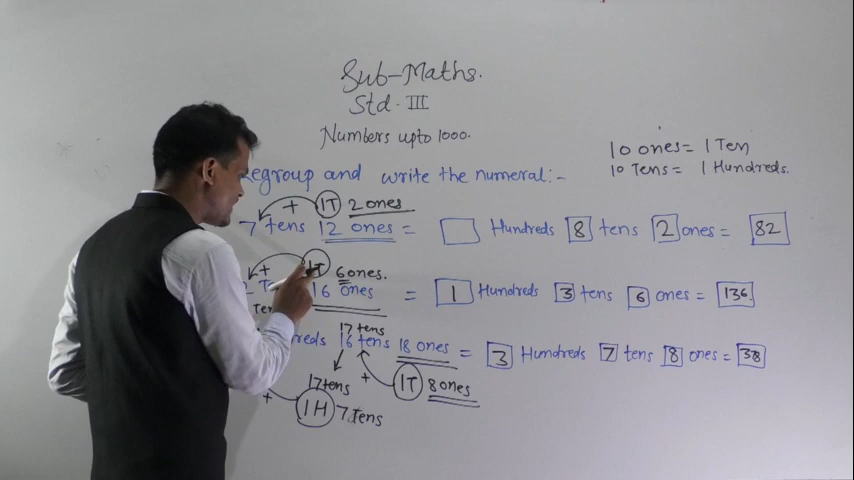 Sub-Maths.
Std. III
Numbers upto 1000.
10 ones = 1 Ten
10 Tens = 1 Hundreds.
egroup and write the numeral:-
+ 1T 2 ones
7 tens 12 ones = Hundreds 8 tens 2 ones = 82
+ 1T 6 ones.
16 ones = 1 Hundreds 3 tens 6 ones = 136
Ten
17 tens
reds 16 tens 18 ones = 3 Hundreds 7 tens 8 ones = 38
17 tens + 1T 8 ones
+ 1H 7 Tens